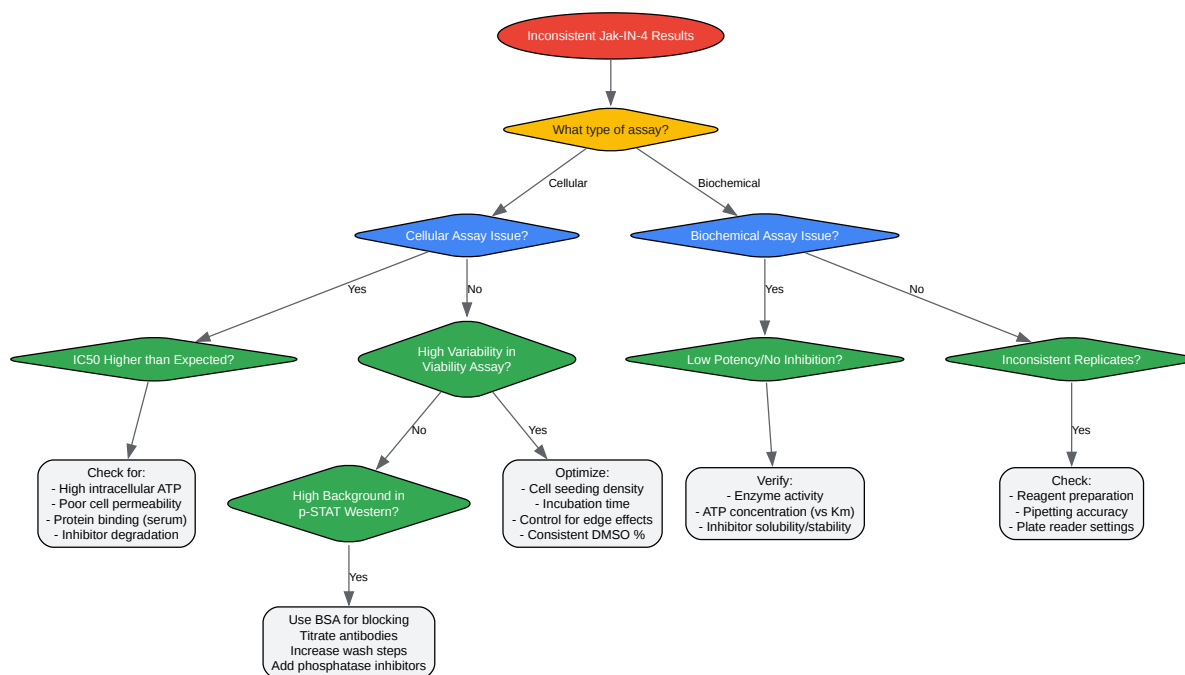 Inconsistent Jak-IN-4 Results
What type of assay?
Cellular
Biochemical
Cellular Assay Issue?
Biochemical Assay Issue?
Yes
No
Yes
No
IC50 Higher than Expected?
High Variability in
Viability Assay?
Low Potency/No Inhibition?
Inconsistent Replicates?
No
Yes
Yes
Check for:
- High intracellular ATP
- Poor cell permeability
- Protein binding (serum)
- Inhibitor degradation
High Background in
p-STAT Western?
Optimize:
- Cell seeding density
- Incubation time
- Control for edge effects
- Consistent DMSO %
Verify:
- Enzyme activity
- ATP concentration (vs Km)
- Inhibitor solubility/stability
Check:
- Reagent preparation
- Pipetting accuracy
- Plate reader settings
Yes
Use BSA for blocking
Titrate antibodies
Increase wash steps
Add phosphatase inhibitors